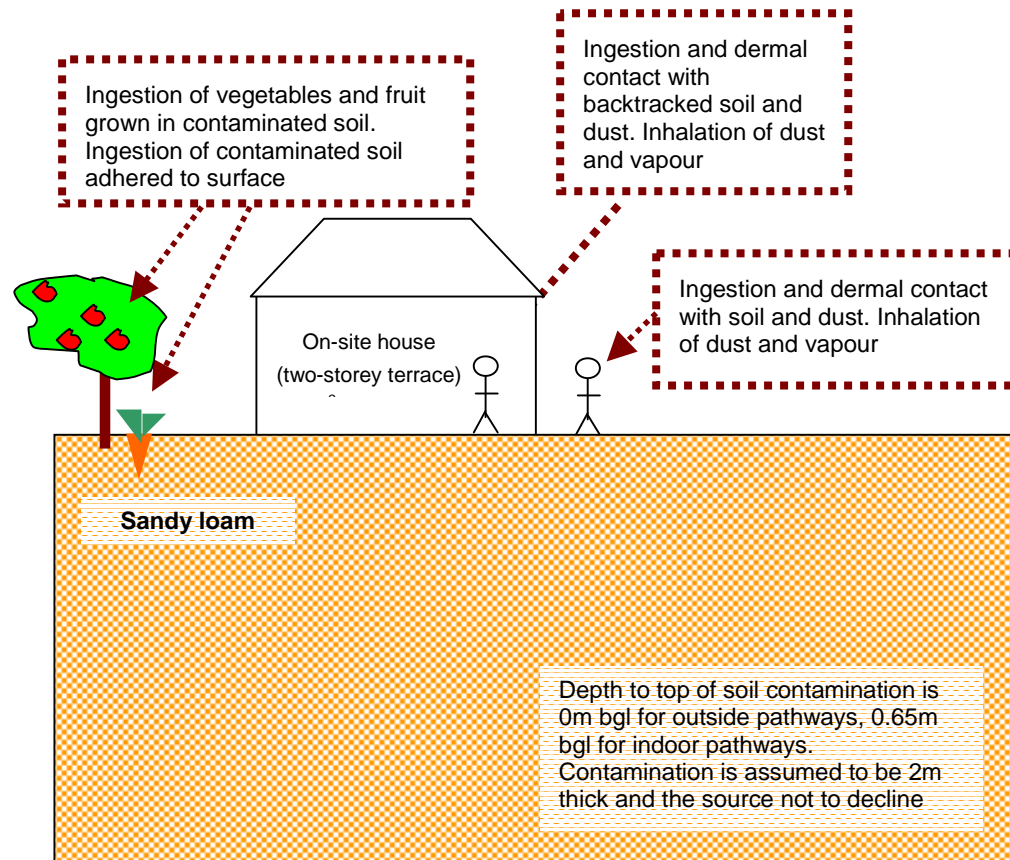 Ingestion of vegetables and fruit
grown in contaminated soil.
Ingestion of contaminated soil
adhered to surface
Ingestion and dermal
contact with
backtracked soil and
dust. Inhalation of dust
and vapour
Ingestion and dermal contact
with soil and dust. Inhalation
of dust and vapour
On-site house
(two-storey terrace)
Sandy loam
Depth to top of soil contamination is
0m bgl for outside pathways, 0.65m
bgl for indoor pathways.
Contamination is assumed to be 2m
thick and the source not to decline